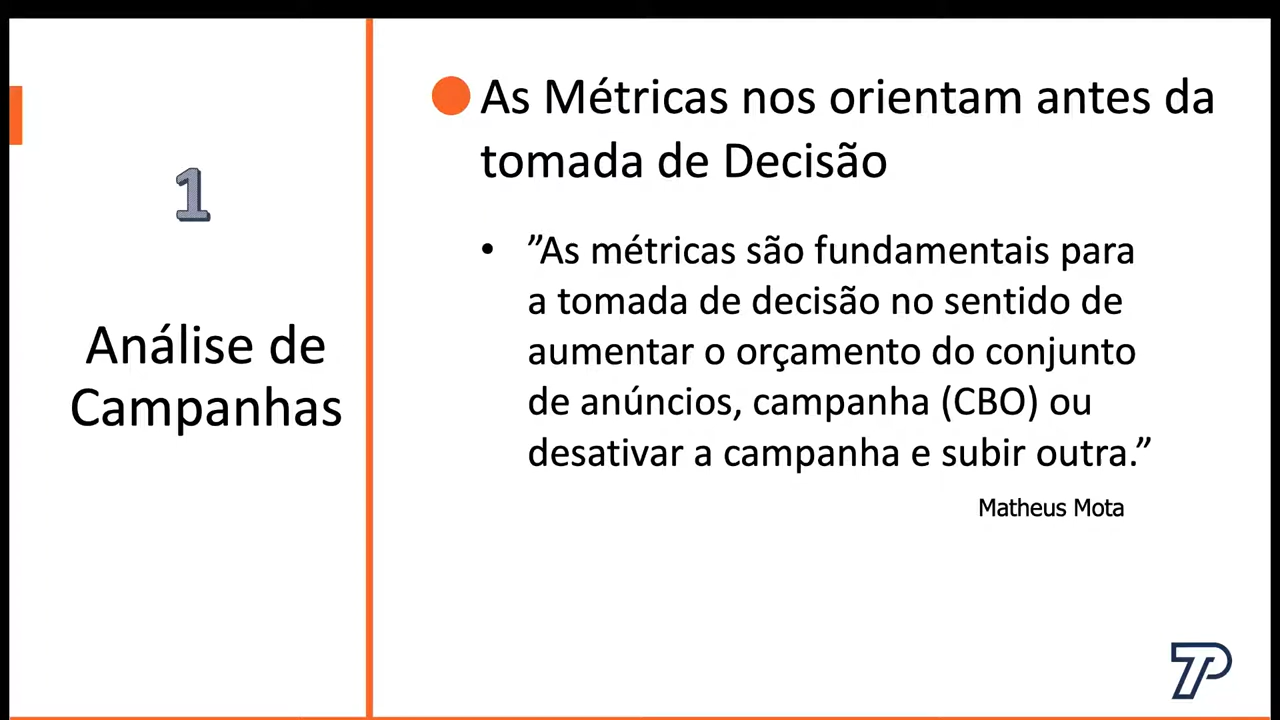 1
Análise de
Campanhas
As Métricas nos orientam antes da
tomada de Decisão
• ”As métricas são fundamentais para
a tomada de decisão no sentido de
aumentar o orçamento do conjunto
de anúncios, campanha (CBO) ou
desativar a campanha e subir outra.”
Matheus Mota
TP